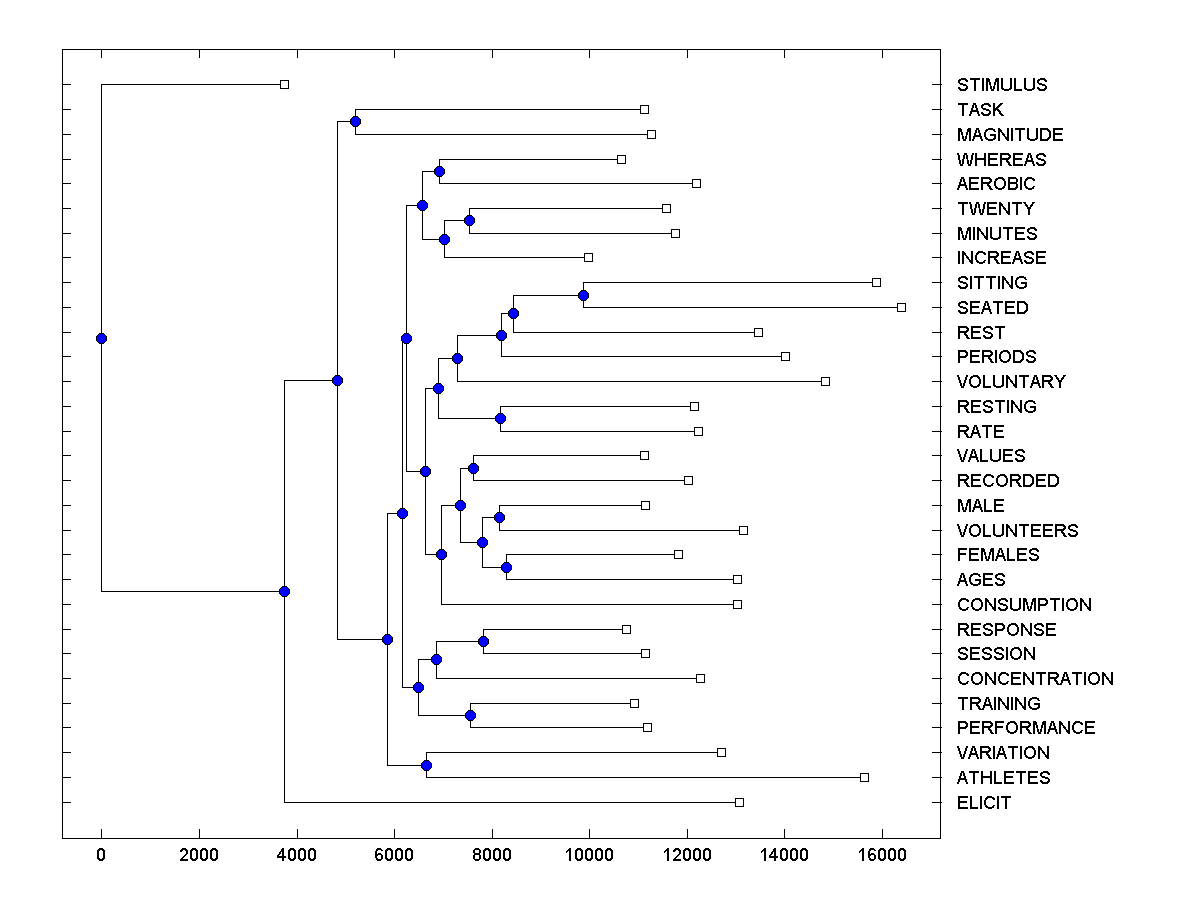 STIMULUS
TASK
MAGNITUDE
WHEREAS
AEROBIC
TWENTY
MINUTES
INCREASE
SITTING
SEATED
REST
PERIODS
VOLUNTARY
RESTING
RATE
VALUES
RECORDED
MALE
VOLUNTEERS
FEMALES
AGES
CONSUMPTION
RESPONSE
SESSION
CONCENTRATION
TRAINING
PERFORMANCE
VARIATION
ATHLETES
ELICIT
0 2000 4000 6000 8000 10000 12000 14000 16000